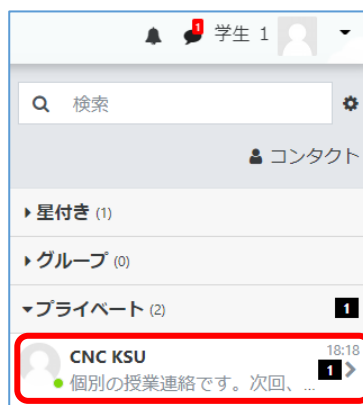 1
学生 1
検索
コンタクト
星付き (1)
グループ (0)
プライベート (2) 1
CNC KSU 18:18
個別の授業連絡です。次回、... 1